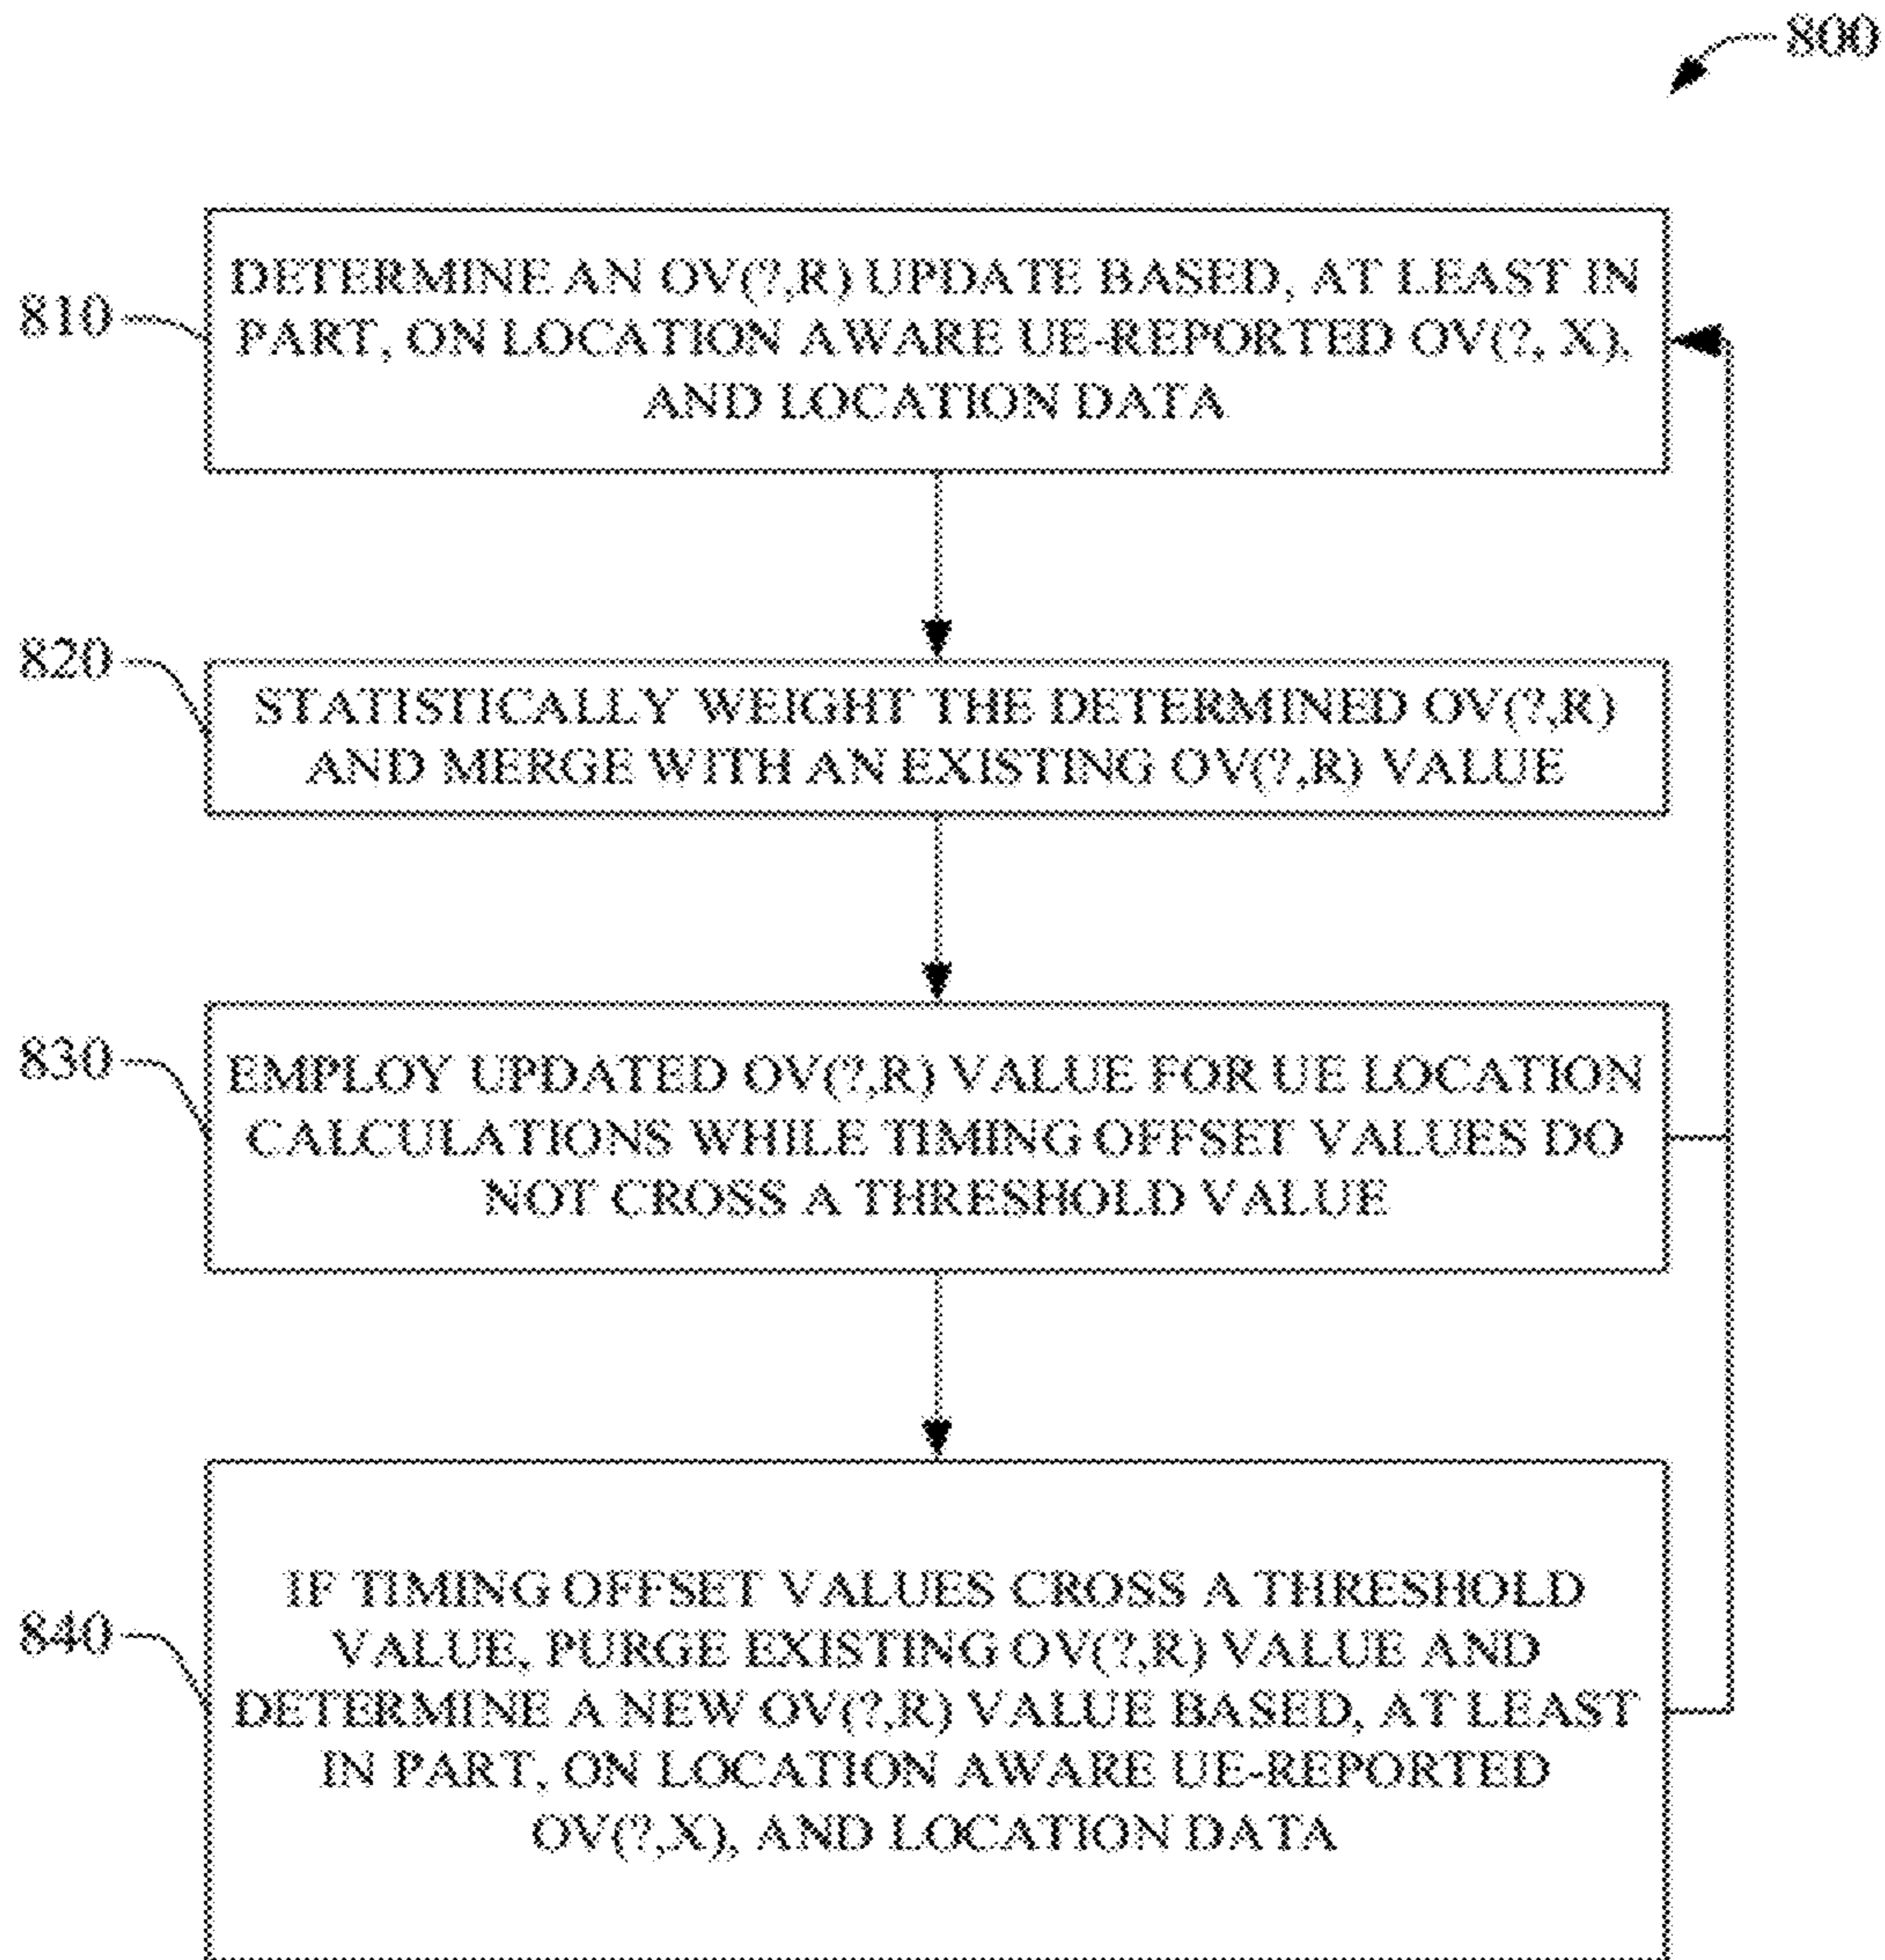 800
810
DETERMINE AN OV(?,R) UPDATE BASED, AT LEAST IN
PART, ON LOCATION AWARE UE-REPORTED OV(?, X),
AND LOCATION DATA
820
STATISTICALLY WEIGHT THE DETERMINED OV(?,R)
AND MERGE WITH AN EXISTING OV(?,R) VALUE
830
EMPLOY UPDATED OV(?,R) VALUE FOR UE LOCATION
CALCULATIONS WHILE TIMING OFFSET VALUES DO
NOT CROSS A THRESHOLD VALUE
840
IF TIMING OFFSET VALUES CROSS A THRESHOLD
VALUE, PURGE EXISTING OV(?,R) VALUE AND
DETERMINE A NEW OV(?,R) VALUE BASED, AT LEAST
IN PART, ON LOCATION AWARE UE-REPORTED
OV(?,X), AND LOCATION DATA